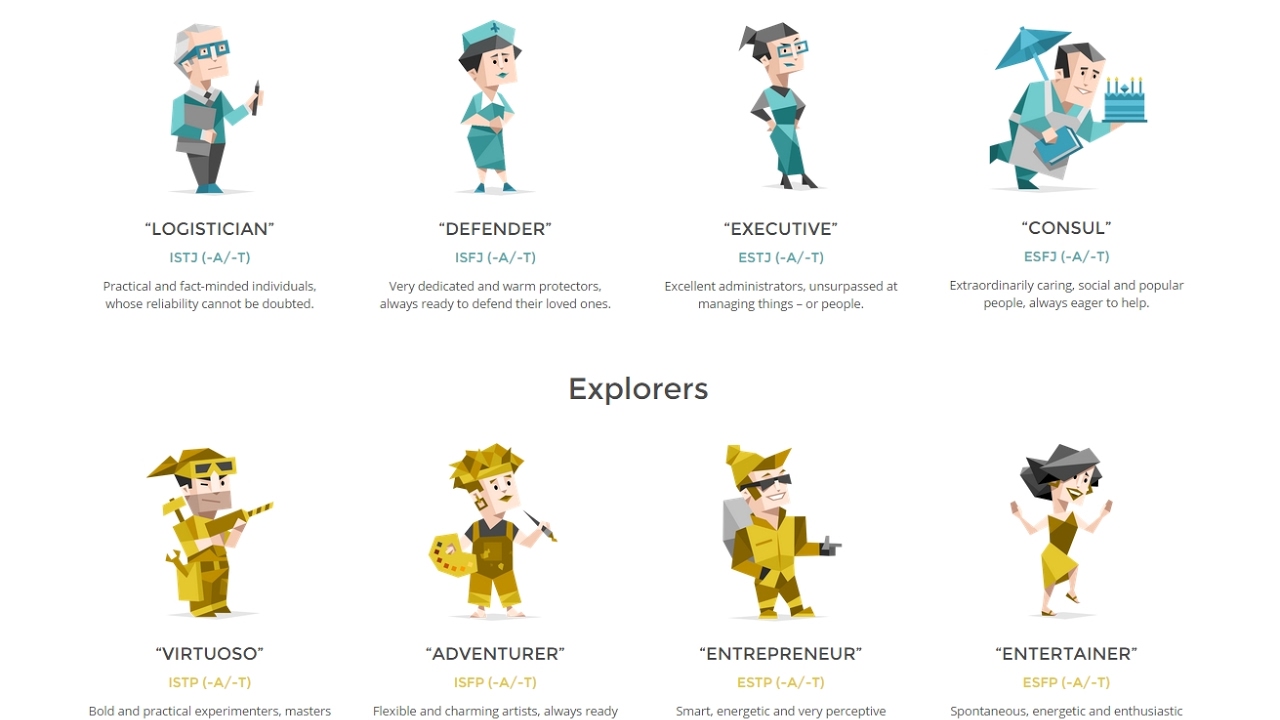 “LOGISTICIAN” “DEFENDER” “EXECUTIVE” “CONSUL”
ISTJ (-A/-T) ISFJ (-A/-T) ESTJ (-A/-T) ESFJ (-A/-T)
Practical and fact-minded individuals, Very dedicated and warm protectors, Excellent administrators, unsurpassed at Extraordinarily caring, social and popular
whose reliability cannot be doubted. always ready to defend their loved ones. managing things – or people. people, always eager to help.
Explorers
“VIRTUOSO” “ADVENTURER” “ENTREPRENEUR” “ENTERTAINER”
ISTP (-A/-T) ISFP (-A/-T) ESTP (-A/-T) ESFP (-A/-T)
Bold and practical experimenters, masters Flexible and charming artists, always ready Smart, energetic and very perceptive Spontaneous, energetic and enthusiastic